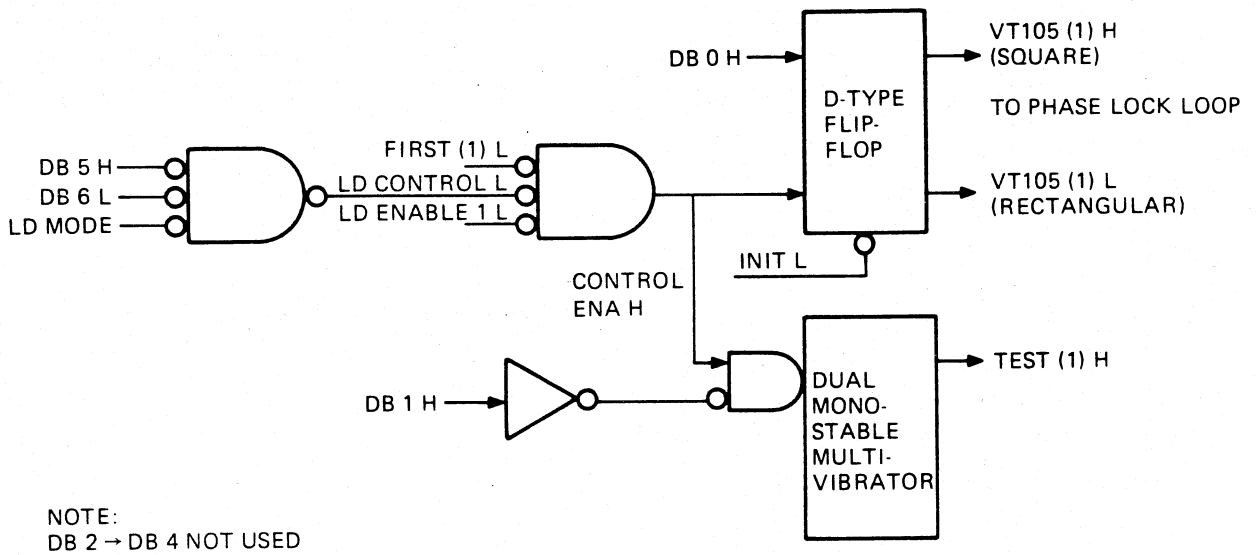 DB 0 H
D-TYPE
FLIP-
FLOP
VT105 (1) H
(SQUARE)
TO PHASE LOCK LOOP
VT105 (1) L
(RECTANGULAR)
DB 5 H
DB 6 L
LD MODE
FIRST (1) L
LD CONTROL L
LD ENABLE 1 L
INIT L
CONTROL
ENA H
DB 1 H
DUAL
MONO-
STABLE
MULTI-
VIBRATOR
TEST (1) H
NOTE:
DB 2 → DB 4 NOT USED